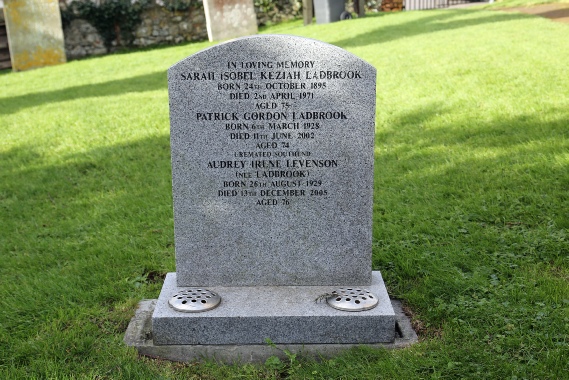 IN LOVING MEMORY
SARAH ISOBEL KEZIAH LADBROOK
BORN 24TH OCTOBER 1895
DIED 2ND APRIL 1971
AGED 75
PATRICK GORDON LADBROOK
BORN 6TH MARCH 1928
DIED 11TH JUNE 2002
AGED 74
CREMATED SOUTHEND
AUDREY IRENE LEVENSON
(NEE LADBROOK)
BORN 26TH AUGUST 1929
DIED 13TH DECEMBER 2005
AGED 76